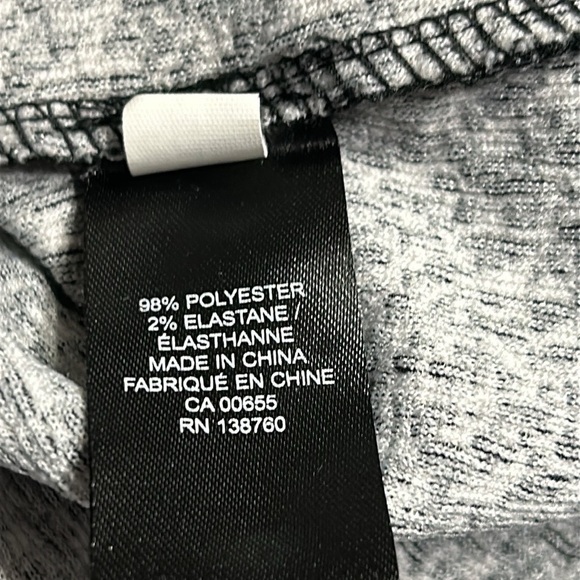 98% POLYESTER
2% ELASTANE /
ÉLASTHANNE
MADE IN CHINA
FABRIQUÉ EN CHINE
CA 00655
RN 138760